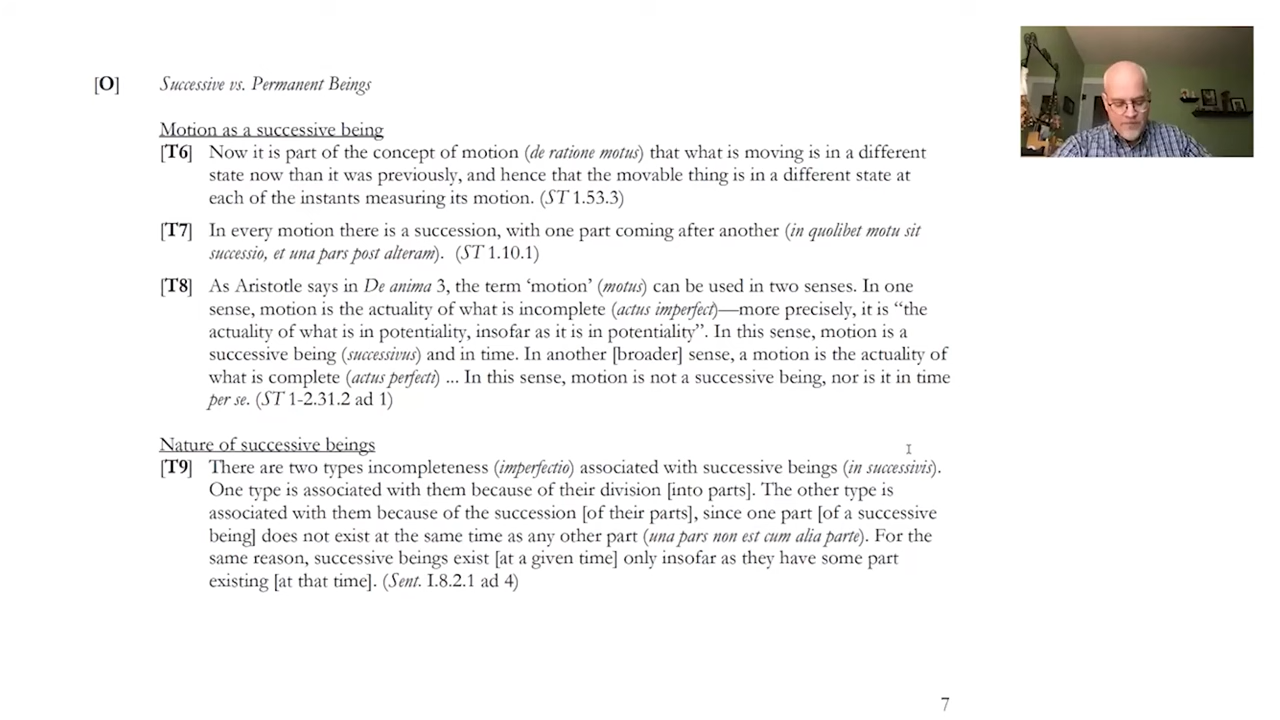 [O] Successive vs. Permanent Beings
Motion as a successive being
[T6] Now it is part of the concept of motion (de ratione motus) that what is moving is in a different
state now than it was previously, and hence that the movable thing is in a different state at
each of the instants measuring its motion. (ST 1.53.3)
[T7] In every motion there is a succession, with one part coming after another (in quolibet motu sit
successio, et una pars post alteram). (ST 1.10.1)
[T8] As Aristotle says in De anima 3, the term ‘motion’ (motus) can be used in two senses. In one
sense, motion is the actuality of what is incomplete (actus imperfect)—more precisely, it is “the
actuality of what is in potentiality, insofar as it is in potentiality”. In this sense, motion is a
successive being (successivus) and in time. In another [broader] sense, a motion is the actuality of
what is complete (actus perfecti) ... In this sense, motion is not a successive being, nor is it in time
per se. (ST 1-2.31.2 ad 1)
Nature of successive beings
[T9] There are two types incompleteness (imperfectio) associated with successive beings (in successivis).
One type is associated with them because of their division [into parts]. The other type is
associated with them because of the succession [of their parts], since one part [of a successive
being] does not exist at the same time as any other part (una pars non est cum alia parte). For the
same reason, successive beings exist [at a given time] only insofar as they have some part
existing [at that time]. (Sent. I.8.2.1 ad 4)
7